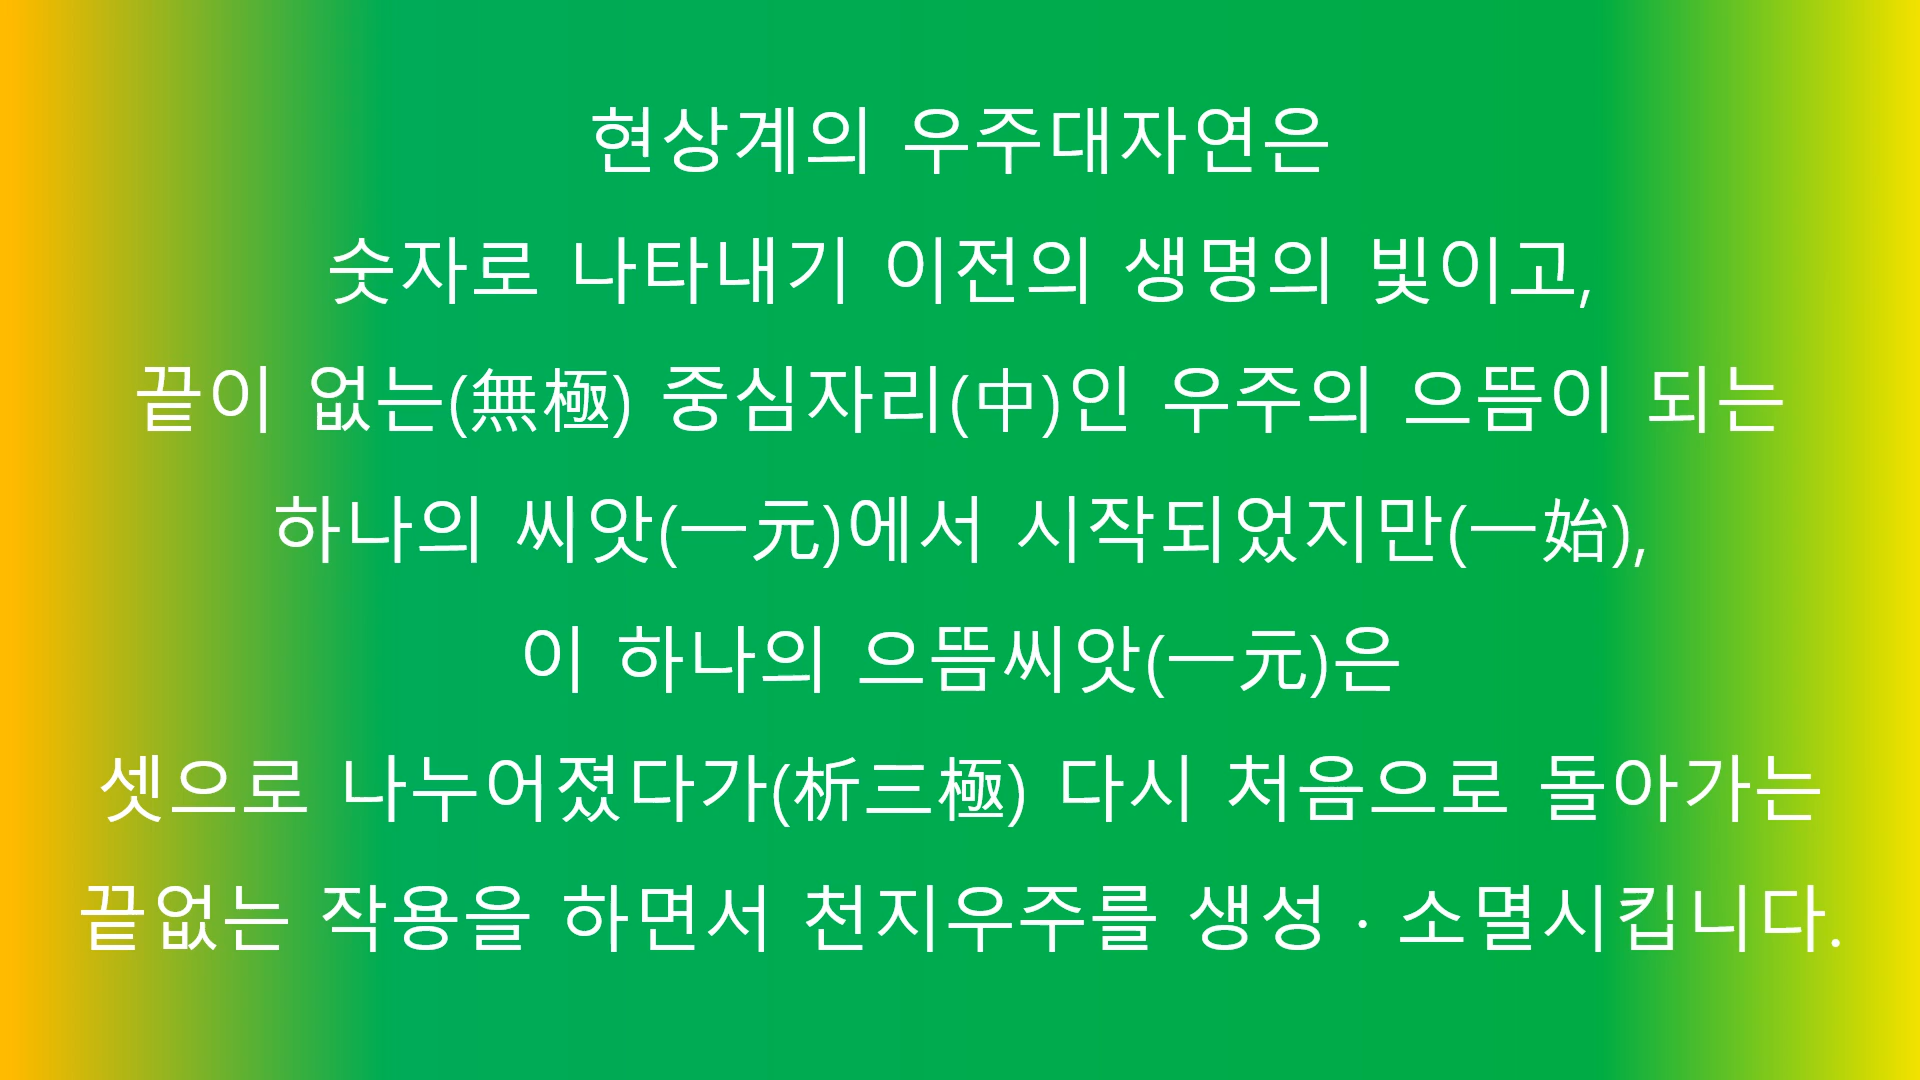 현상계의 우주대자연은
숫자로 나타내기 이전의 생명의 빛이고,
끝이 없는(無極) 중심자리(中)인 우주의 으뜸이 되는
하나의 씨앗(一元)에서 시작되었지만(一始),
이 하나의 으뜸씨앗(一元)은
셋으로 나누어졌다가(析三極) 다시 처음으로 돌아가는
끝없는 작용을 하면서 천지우주를 생성 · 소멸시킵니다.